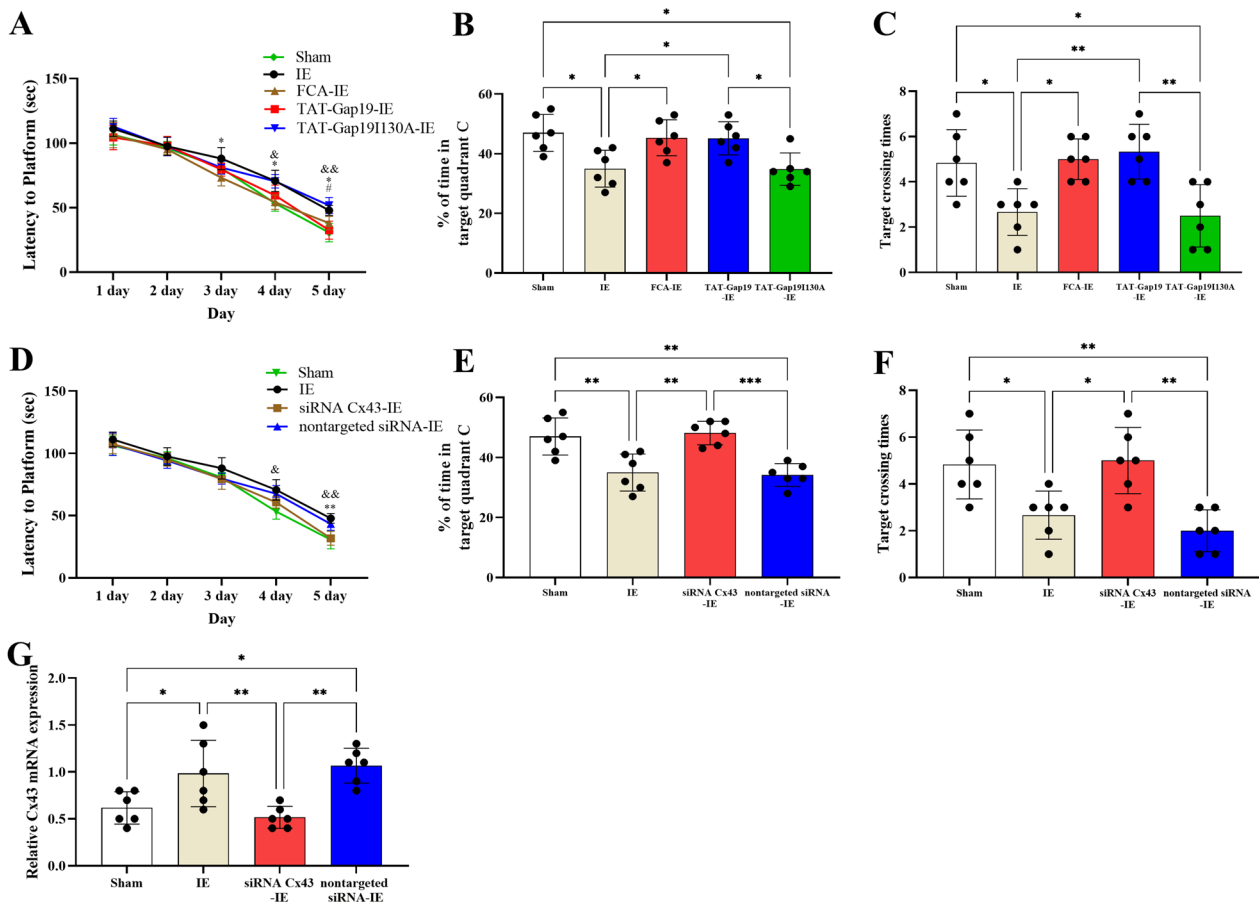 A
Sham
IE
FCA-IE
TAT-Gap19-IE
TAT-Gap19I130A-IE
Latency to Platform (sec)
150
100
50
0
*
&
*
&&
*
#
1 day 2 day 3 day 4 day 5 day
Day
B
*
*
* * *
% of time in
target quadrant C
60
40
20
0
Sham IE FCA-IE TAT-Gap19 TAT-Gap19I130A
-IE -IE
C
*
**
* * **
Target crossing times
8
6
4
2
0
Sham IE FCA-IE TAT-Gap19 TAT-Gap19I130A
-IE -IE
D
Sham
IE
siRNA Cx43-IE
nontargeted siRNA-IE
Latency to Platform (sec)
150
100
50
0
&
&&
**
1 day 2 day 3 day 4 day 5 day
Day
E
**
** ** ***
% of time in
target quadrant C
60
40
20
0
Sham IE siRNA Cx43 nontargeted siRNA
-IE -IE
F
**
* * **
Target crossing times
8
6
4
2
0
Sham IE siRNA Cx43 nontargeted siRNA
-IE -IE
G
*
* ** **
Relative Cx43 mRNA expression
2.0
1.5
1.0
0.5
0.0
Sham IE siRNA Cx43 nontargeted
-IE siRNA-IE